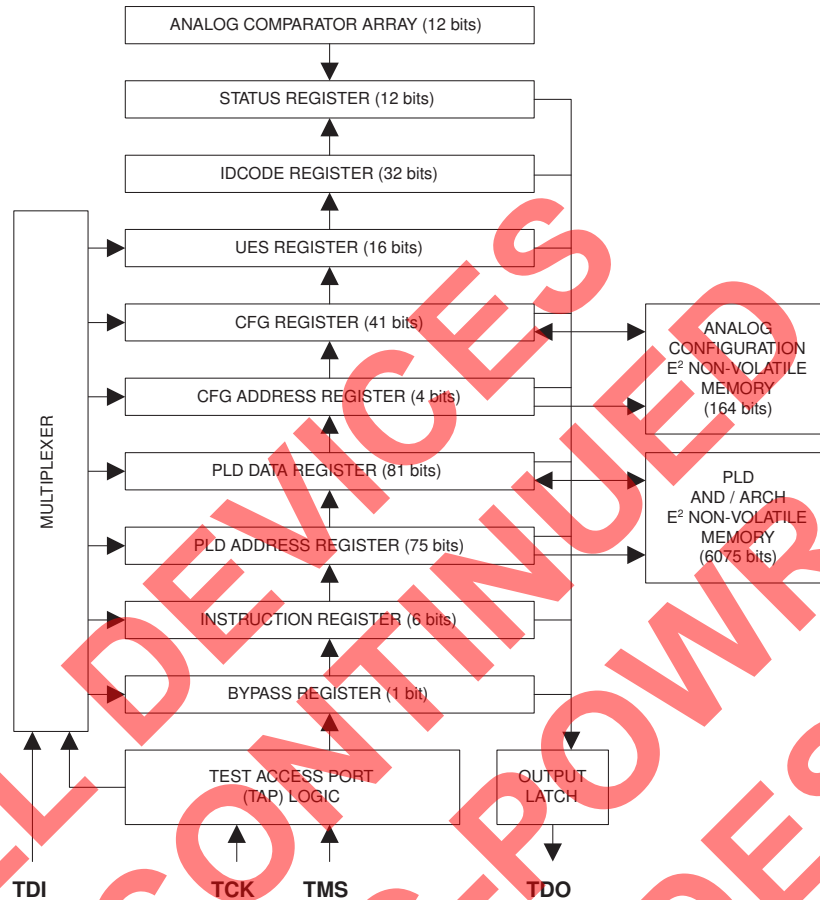 ANALOG COMPARATOR ARRAY (12 bits)
STATUS REGISTER (12 bits)
IDCODE REGISTER (32 bits)
UES REGISTER (16 bits)
CFG REGISTER (41 bits)
CFG ADDRESS REGISTER (4 bits)
PLD DATA REGISTER (81 bits)
PLD ADDRESS REGISTER (75 bits)
INSTRUCTION REGISTER (6 bits)
BYPASS REGISTER (1 bit)
MULTIPLEXER
ANALOG
CONFIGURATION
E² NON-VOLATILE
MEMORY
(164 bits)
PLD
AND / ARCH
E² NON-VOLATILE
MEMORY
(6075 bits)
TEST ACCESS PORT
(TAP) LOGIC
OUTPUT
LATCH
TDI
TCK
TMS
TDO
DEVICES
CONTINUED